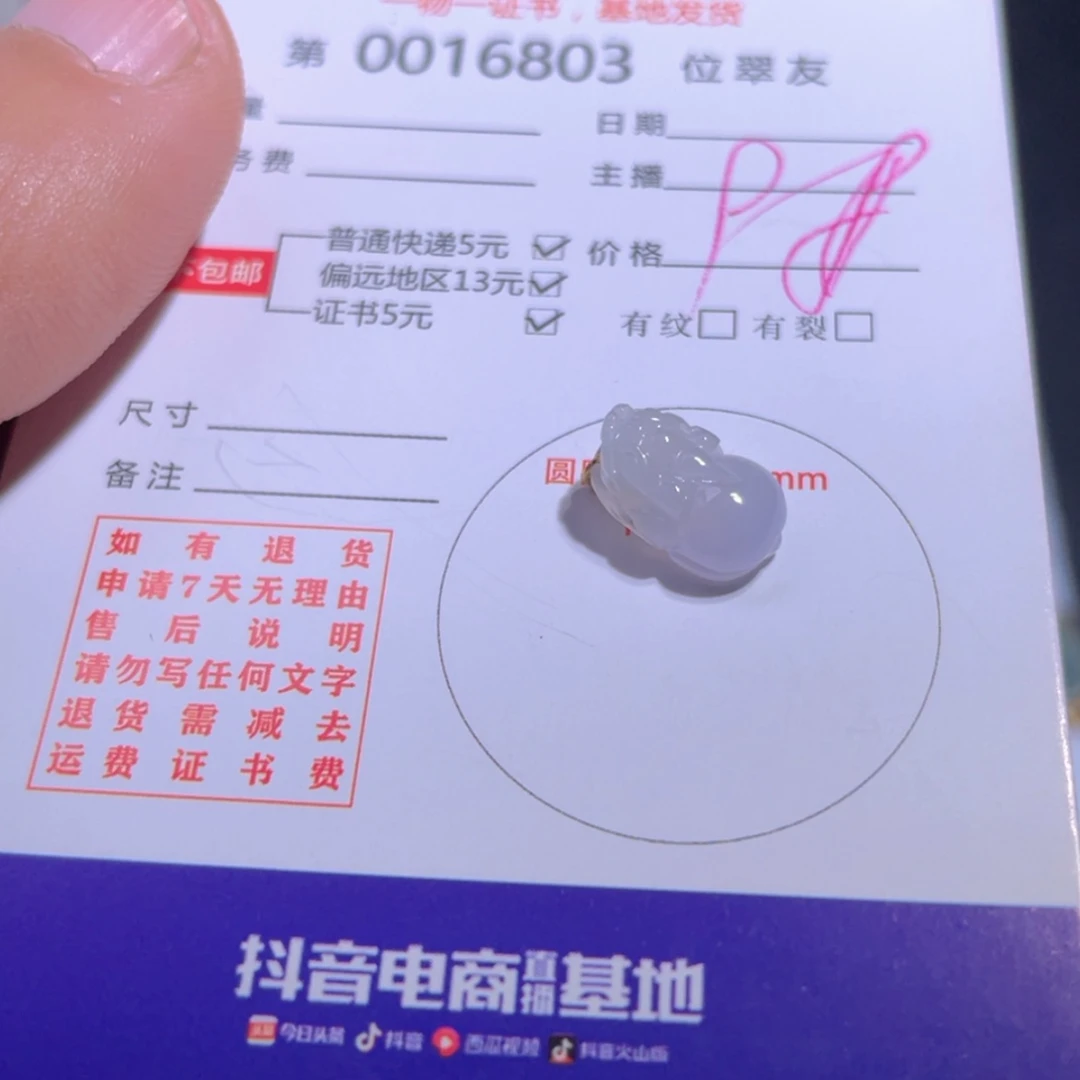 一物一证书，基地发货
第 0016803 位翠友
日期
费
主播
普通快递5元
价格
包邮
偏远地区13元
证书5元
有纹
有裂
尺寸
备注
圆
mm
如有退货
申请7天无理由
售后说明
请勿写任何文字
退货需减去
运费证书费
抖音电商直播基地
今日头条 抖音 西瓜视频 抖音火山版